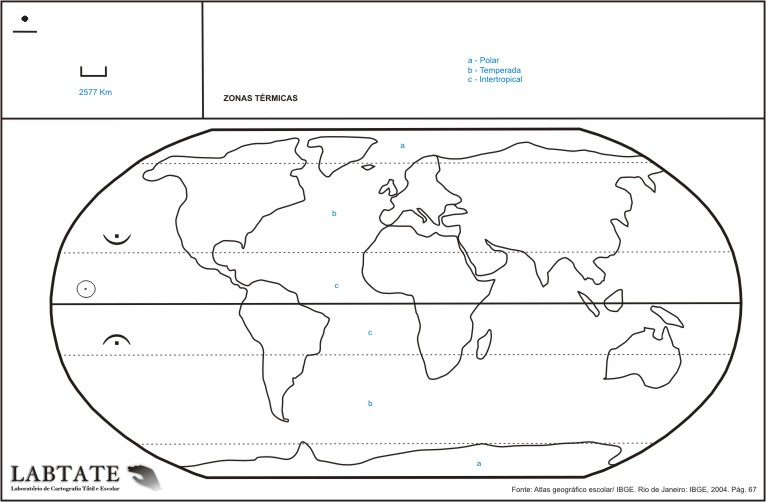 2577 Km
ZONAS TÉRMICAS
a - Polar
b - Temperada
c - Intertropical
a
b
c
c
b
a
LABTATE
Laboratório de Cartografia Tátil e Escolar
Fonte: Atlas geográfico escolar/ IBGE. Rio de Janeiro: IBGE, 2004. Pág. 67